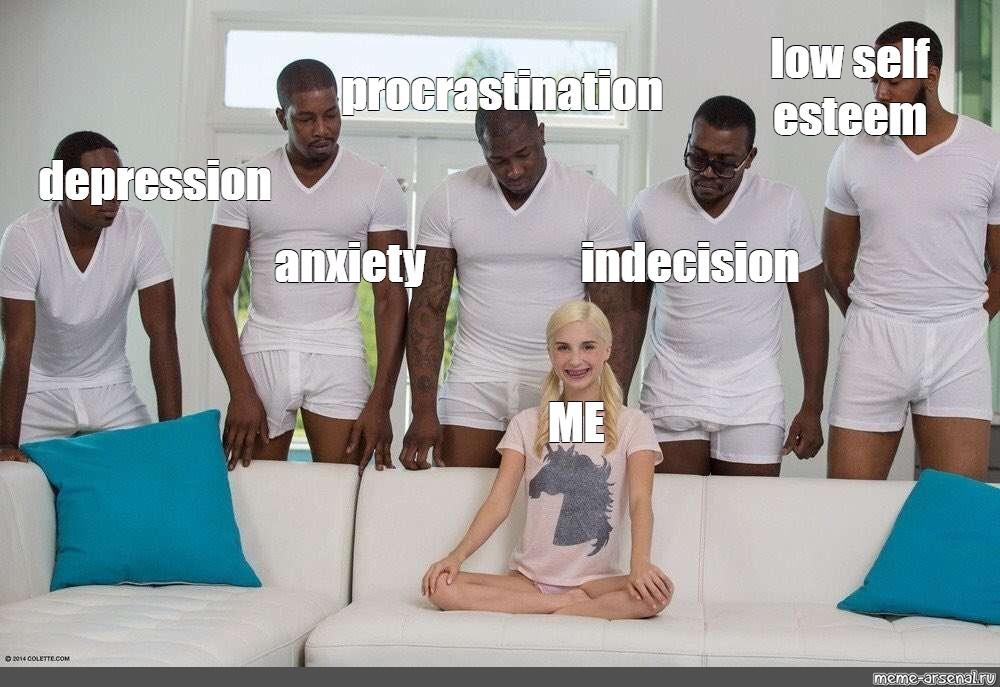 low self
esteem
procrastination
depression
anxiety
indecision
ME
© 2014 COLETTE.COM
meme-arsenal.ru